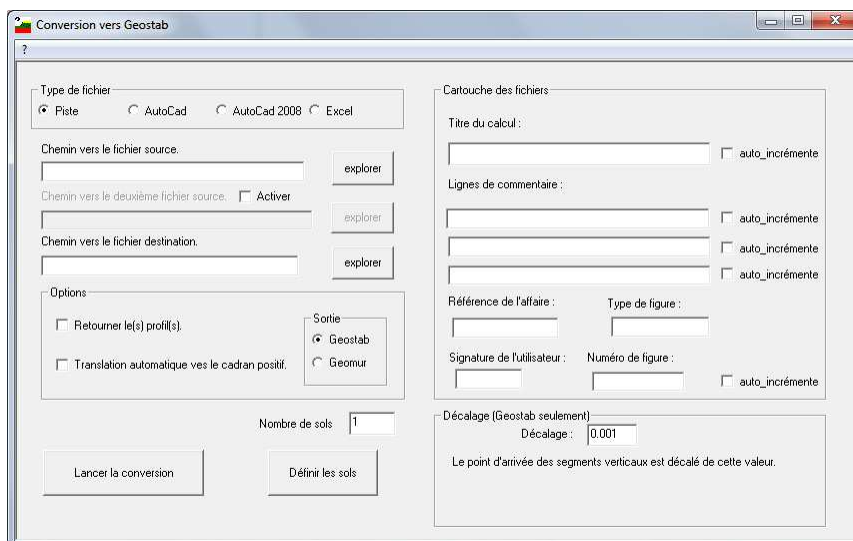 Conversion vers Geostab
?
Type de fichier
Piste AutoCad AutoCad 2008 Excel
Chemin vers le fichier source.
explorer
Chemin vers le deuxième fichier source. Activer
explorer
Chemin vers le fichier destination.
explorer
Options
Retourner le(s) profil(s).
Translation automatique ves le cadran positif.
Sortie
Geostab
Geomur
Nombre de sols 1
Lancer la conversion
Définir les sols
Cartouche des fichiers
Titre du calcul :
auto_incrémente
Lignes de commentaire :
auto_incrémente
auto_incrémente
auto_incrémente
Référence de l'affaire : Type de figure :
Signature de l'utilisateur : Numéro de figure :
auto_incrémente
Décalage (Geostab seulement)
Décalage : 0.001
Le point d'arrivée des segments verticaux est décalé de cette valeur.